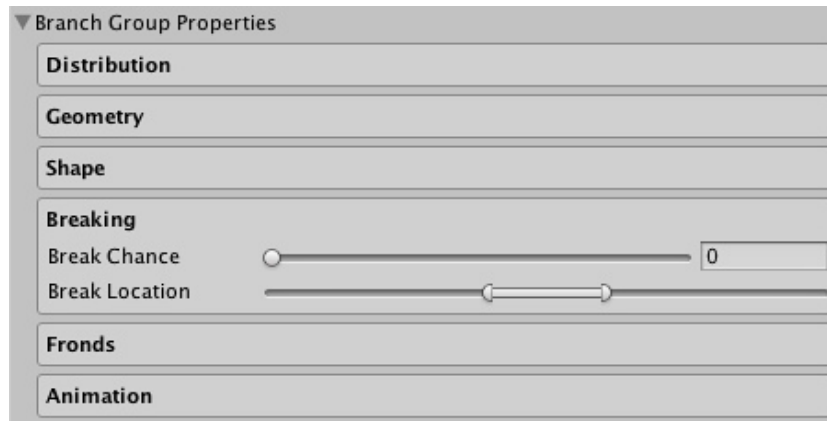 Branch Group Properties
Distribution
Geometry
Shape
Breaking
Break Chance 0
Break Location
Fronds
Animation